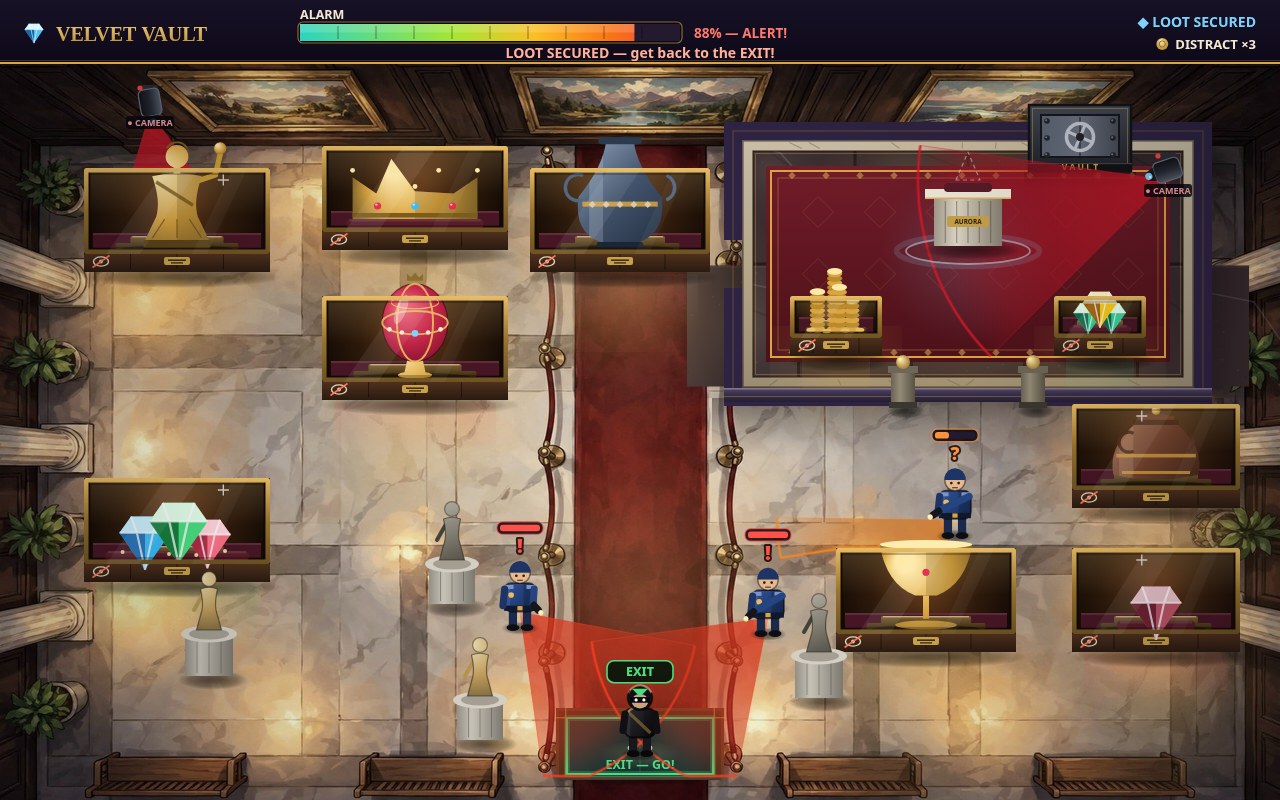 VELVET VAULT
ALARM
88% — ALERT!
LOOT SECURED — get back to the EXIT!
◆ LOOT SECURED
DISTRACT ×3
• CAMERA
VAULT
• CAMERA
AURORA
?
!
!
EXIT
EXIT — GO!